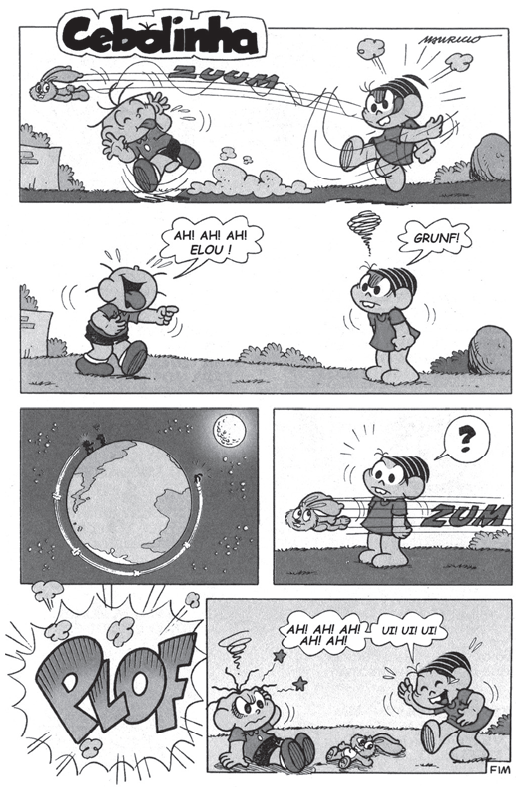 Cebolinha
MAURICIO
ZUUM
AH! AH! AH!
ELOU!
GRUNF!
?
ZUM
PLOF
AH! AH! AH!
AH! AH!
UI! UI! UI!
FIM